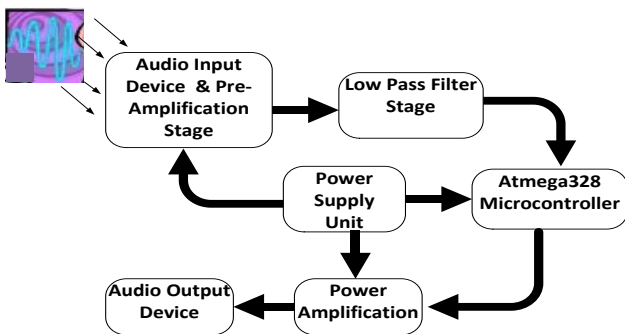 Audio Input
Device & Pre-
Amplification
Stage
Low Pass Filter
Stage
Power
Supply
Unit
Atmega328
Microcontroller
Audio Output
Device
Power
Amplification